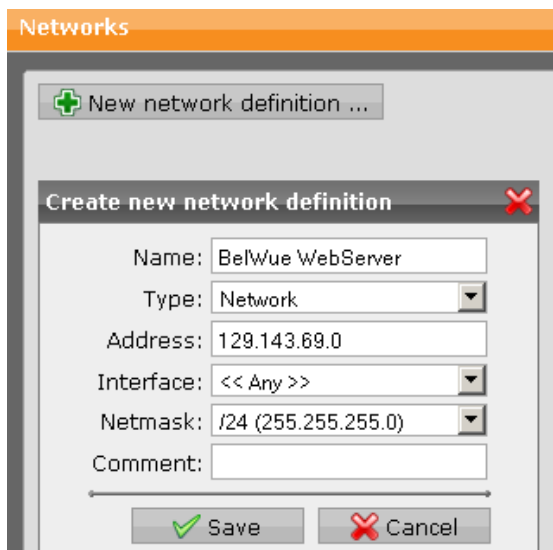 Networks
New network definition ...
Create new network definition
Name: BelWue WebServer
Type: Network
Address: 129.143.69.0
Interface: << Any >>
Netmask: /24 (255.255.255.0)
Comment:
Save Cancel